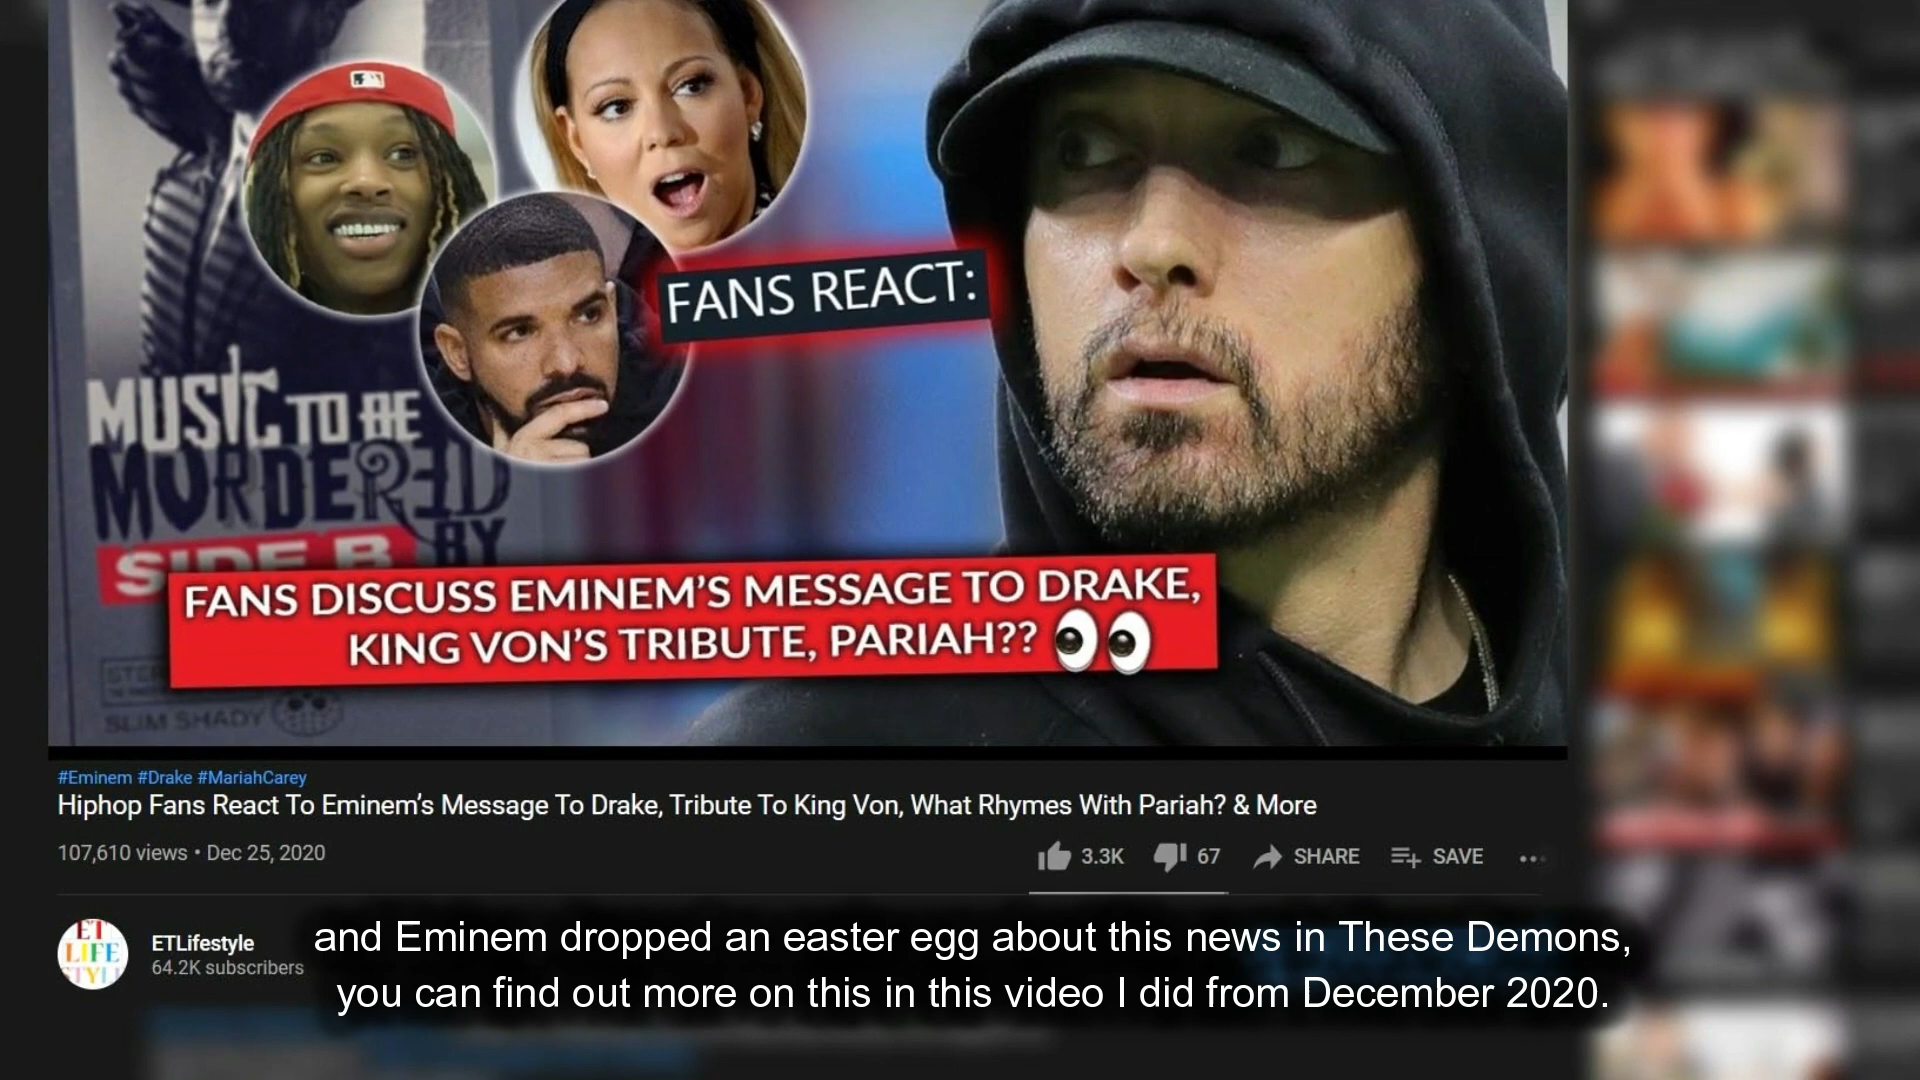 FANS REACT:
MUSIC TO BE
MURDERED
BY
SIDE B
FANS DISCUSS EMINEM'S MESSAGE TO DRAKE,
KING VON'S TRIBUTE, PARIAH??
SLIM SHADY
#Eminem #Drake #MariahCarey
Hiphop Fans React To Eminem's Message To Drake, Tribute To King Von, What Rhymes With Pariah? & More
107,610 views • Dec 25, 2020
3.3K 67 SHARE SAVE
ET
LIFE
STYLE
ETLifestyle
64.2K subscribers
and Eminem dropped an easter egg about this news in These Demons,
you can find out more on this in this video I did from December 2020.